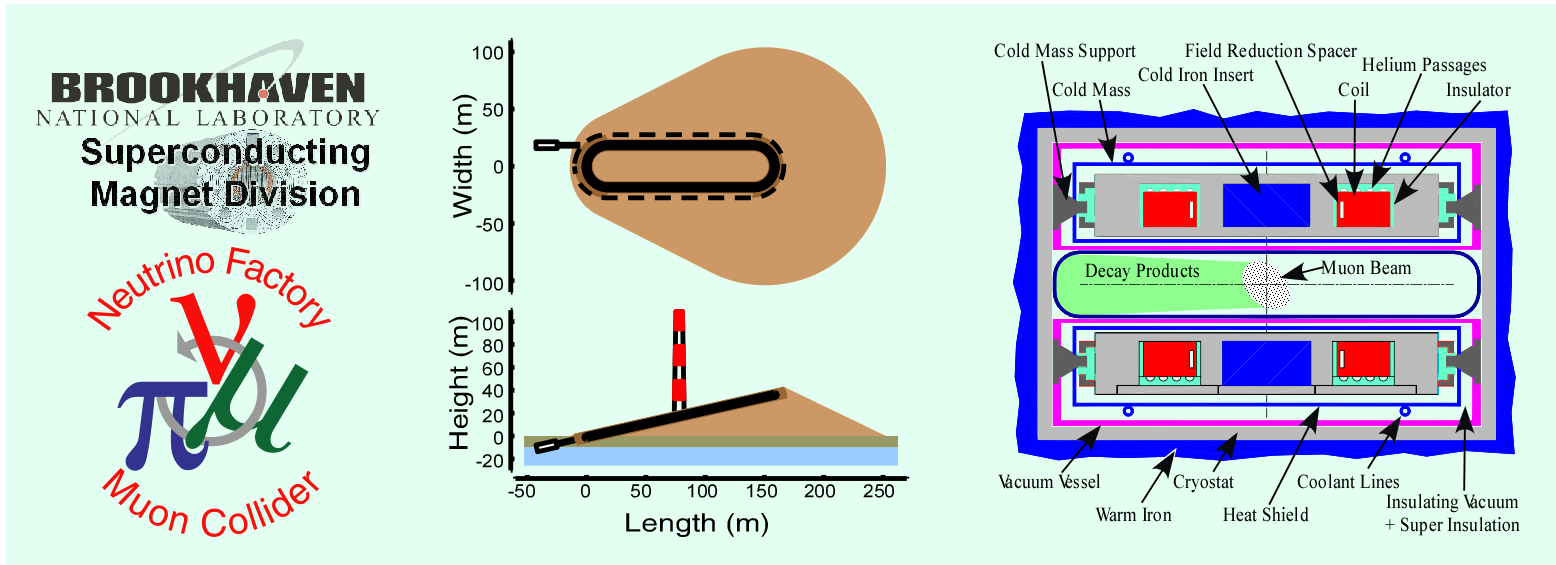 BROOKHAVEN
NATIONAL LABORATORY
Superconducting
Magnet Division
Neutrino Factory
ν
π
μ
Muon Collider
Width (m)
100
50
0
-50
-100
Height (m)
100
80
60
40
20
0
-20
-50 0 50 100 150 200 250
Length (m)
Cold Mass Support
Field Reduction Spacer
Cold Iron Insert
Helium Passages
Cold Mass
Coil
Insulator
Decay Products
Muon Beam
Vacuum Vessel
Cryostat
Coolant Lines
Warm Iron
Heat Shield
Insulating Vacuum
+ Super Insulation